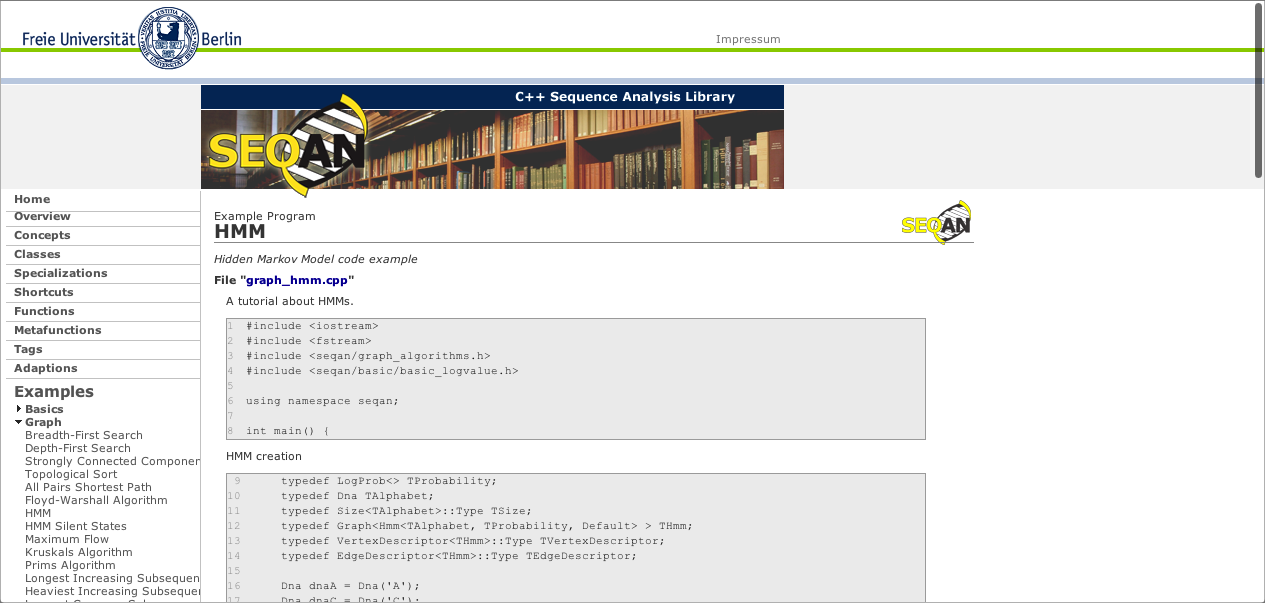 Freie Universität Berlin
Impressum
C++ Sequence Analysis Library
SEQAN
Home
Overview
Concepts
Classes
Specializations
Shortcuts
Functions
Metafunctions
Tags
Adaptions
Examples
Basics
Graph
Breadth-First Search
Depth-First Search
Strongly Connected Componen
Topological Sort
All Pairs Shortest Path
Floyd-Warshall Algorithm
HMM
HMM Silent States
Maximum Flow
Kruskals Algorithm
Prims Algorithm
Longest Increasing Subsequen
Heaviest Increasing Subseque
Example Program
HMM
SEQAN
Hidden Markov Model code example
File "graph_hmm.cpp"
A tutorial about HMMs.
1 #include <iostream>
2 #include <fstream>
3 #include <seqan/graph_algorithms.h>
4 #include <seqan/basic/basic_logvalue.h>
5
6 using namespace seqan;
7
8 int main() {
HMM creation
9 typedef LogProb<> TProbability;
10 typedef Dna TAlphabet;
11 typedef Size<TAlphabet>::Type TSize;
12 typedef Graph<Hmm<TAlphabet, TProbability, Default> > THmm;
13 typedef VertexDescriptor<THmm>::Type TVertexDescriptor;
14 typedef EdgeDescriptor<THmm>::Type TEdgeDescriptor;
15
16 Dna dnaA = Dna('A');
17 Dna dnaC = Dna('C');